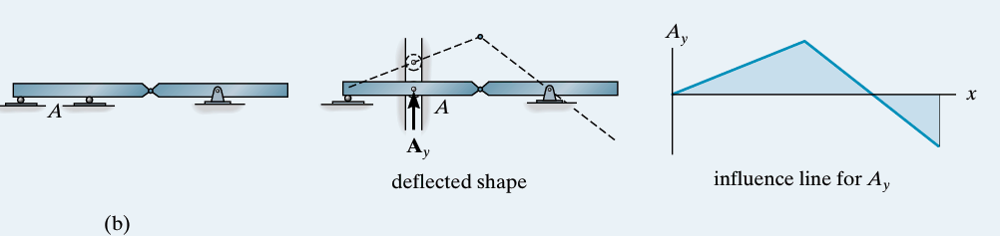 A
A
A_y
deflected shape
A_y
x
influence line for A_y
(b)